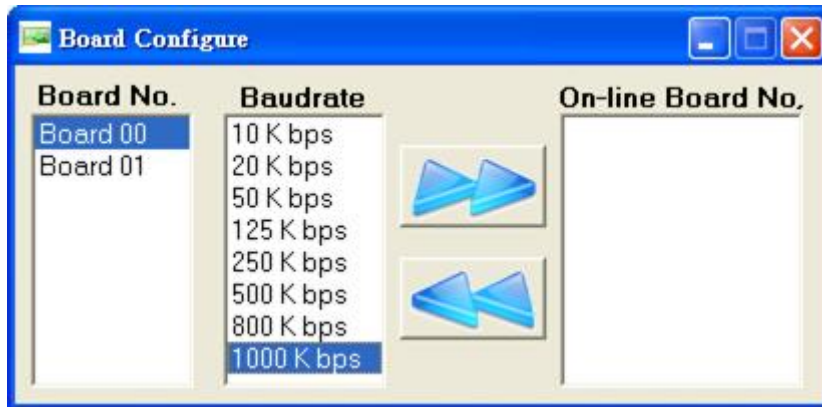 Board Configure
Board No.
Board 00
Board 01
Baudrate
10 K bps
20 K bps
50 K bps
125 K bps
250 K bps
500 K bps
800 K bps
1000 K bps
On-line Board No,